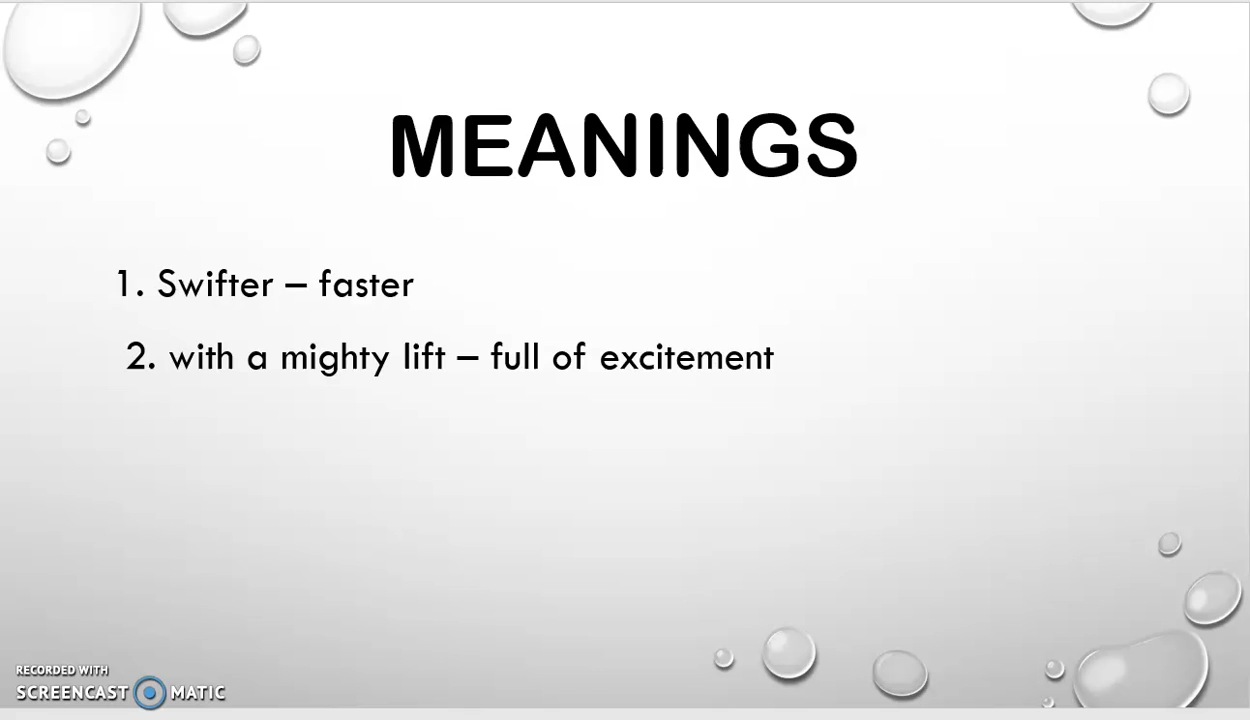 MEANINGS
1. Swifter – faster
2. with a mighty lift – full of excitement
RECORDED WITH
SCREENCAST MATIC